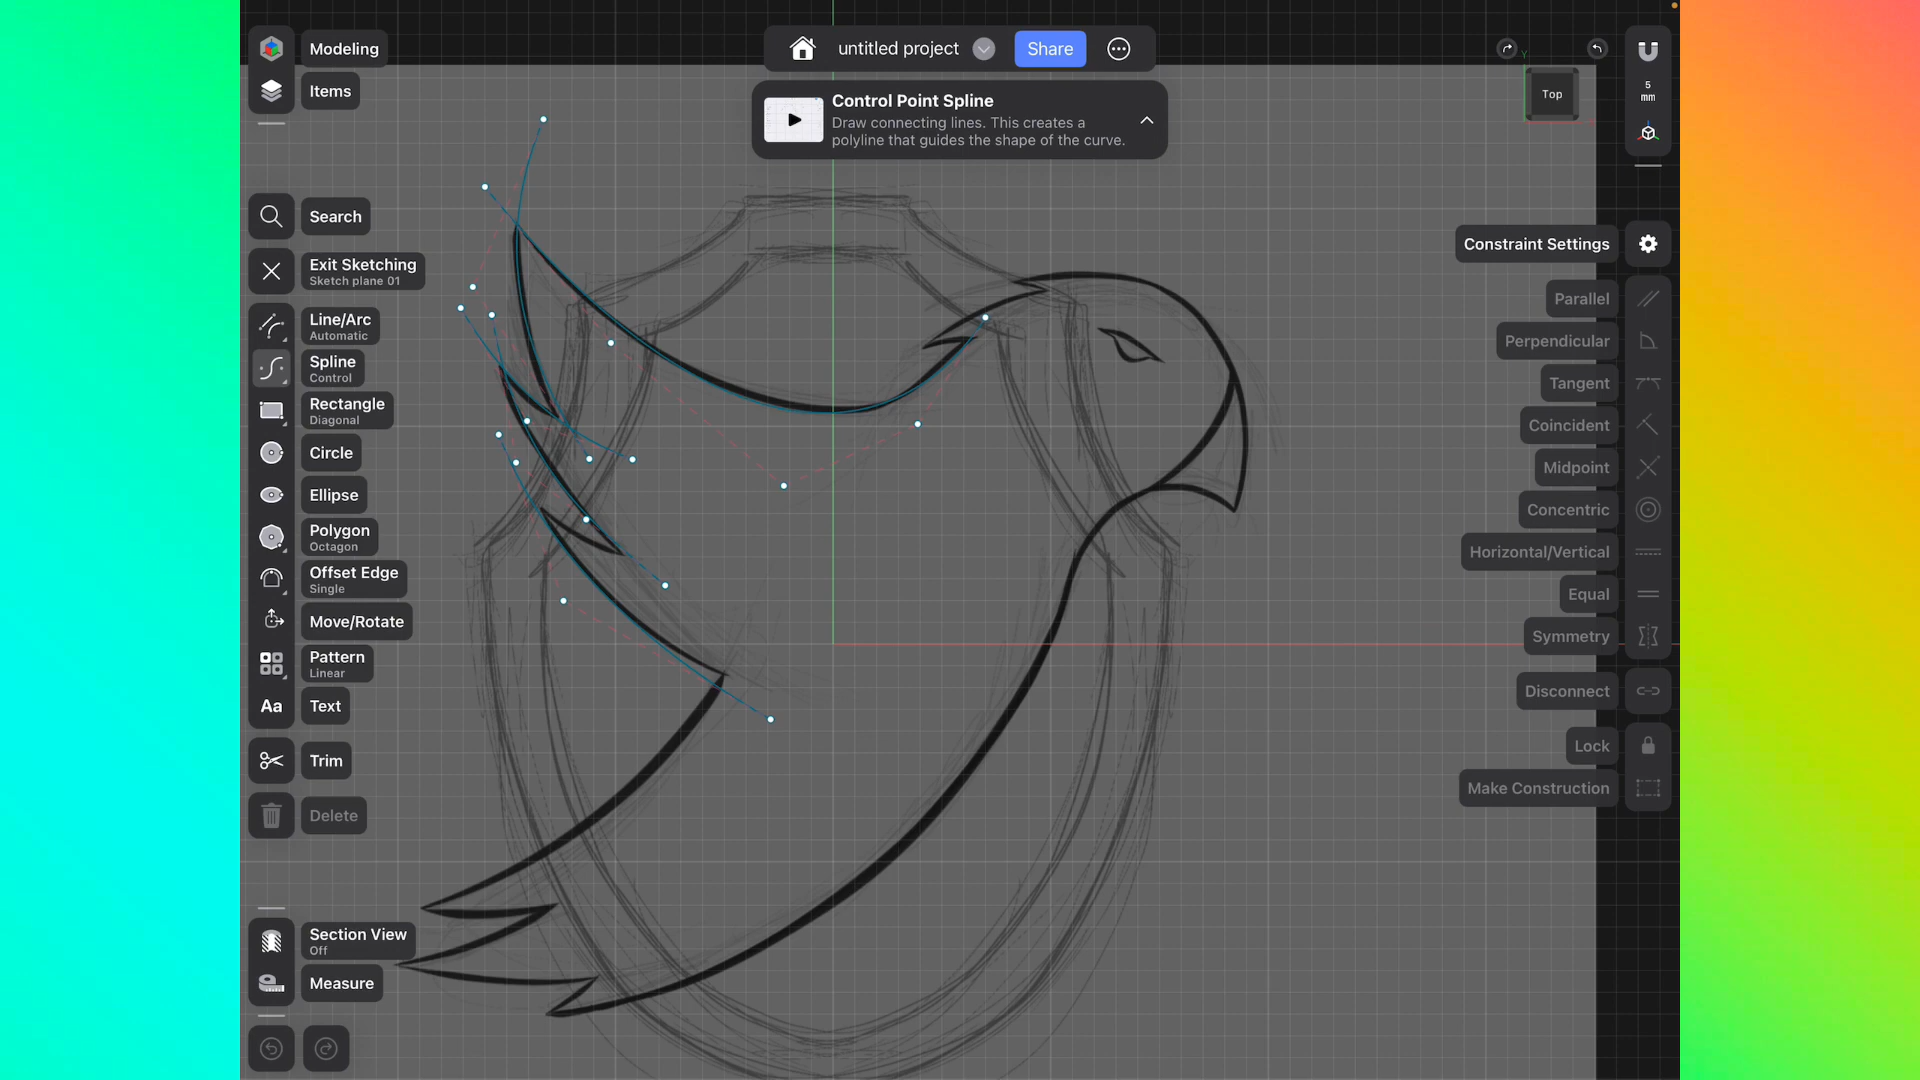 Modeling
Items
untitled project
Share
Control Point Spline
Draw connecting lines. This creates a
polyline that guides the shape of the curve.
Y
Top
5
mm
Search
Exit Sketching
Sketch plane 01
Line/Arc
Automatic
Spline
Control
Rectangle
Diagonal
Circle
Ellipse
Polygon
Octagon
Offset Edge
Single
Move/Rotate
Pattern
Linear
Aa
Text
Trim
Delete
Section View
Off
Measure
Constraint Settings
Parallel
Perpendicular
Tangent
Coincident
Midpoint
Concentric
Horizontal/Vertical
Equal
Symmetry
Disconnect
Lock
Make Construction